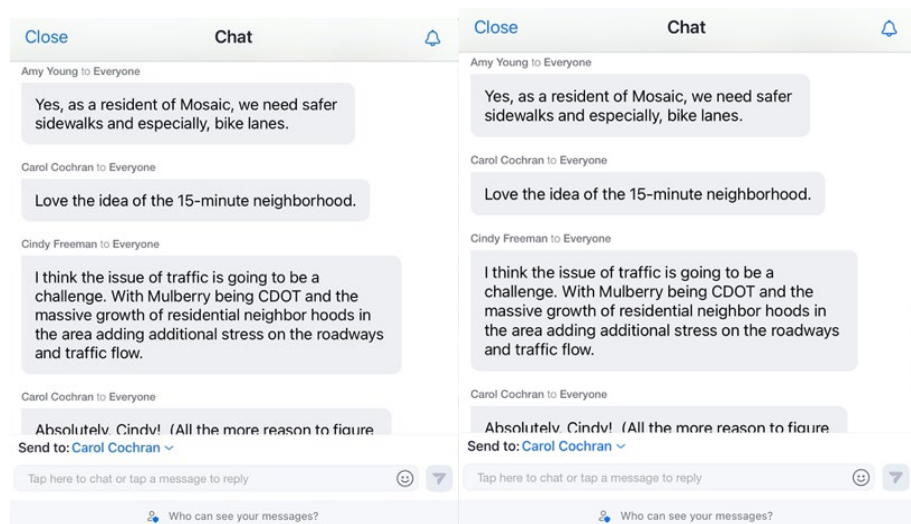 Close Chat
Amy Young to Everyone
Yes, as a resident of Mosaic, we need safer
sidewalks and especially, bike lanes.
Carol Cochran to Everyone
Love the idea of the 15-minute neighborhood.
Cindy Freeman to Everyone
I think the issue of traffic is going to be a
challenge. With Mulberry being CDOT and the
massive growth of residential neighbor hoods in
the area adding additional stress on the roadways
and traffic flow.
Carol Cochran to Everyone
Absolutely, Cindy! (All the more reason to figure
Send to: Carol Cochran
Tap here to chat or tap a message to reply
Who can see your messages?
Close Chat
Amy Young to Everyone
Yes, as a resident of Mosaic, we need safer
sidewalks and especially, bike lanes.
Carol Cochran to Everyone
Love the idea of the 15-minute neighborhood.
Cindy Freeman to Everyone
I think the issue of traffic is going to be a
challenge. With Mulberry being CDOT and the
massive growth of residential neighbor hoods in
the area adding additional stress on the roadways
and traffic flow.
Carol Cochran to Everyone
Absolutely, Cindy! (All the more reason to figure
Send to: Carol Cochran
Tap here to chat or tap a message to reply
Who can see your messages?